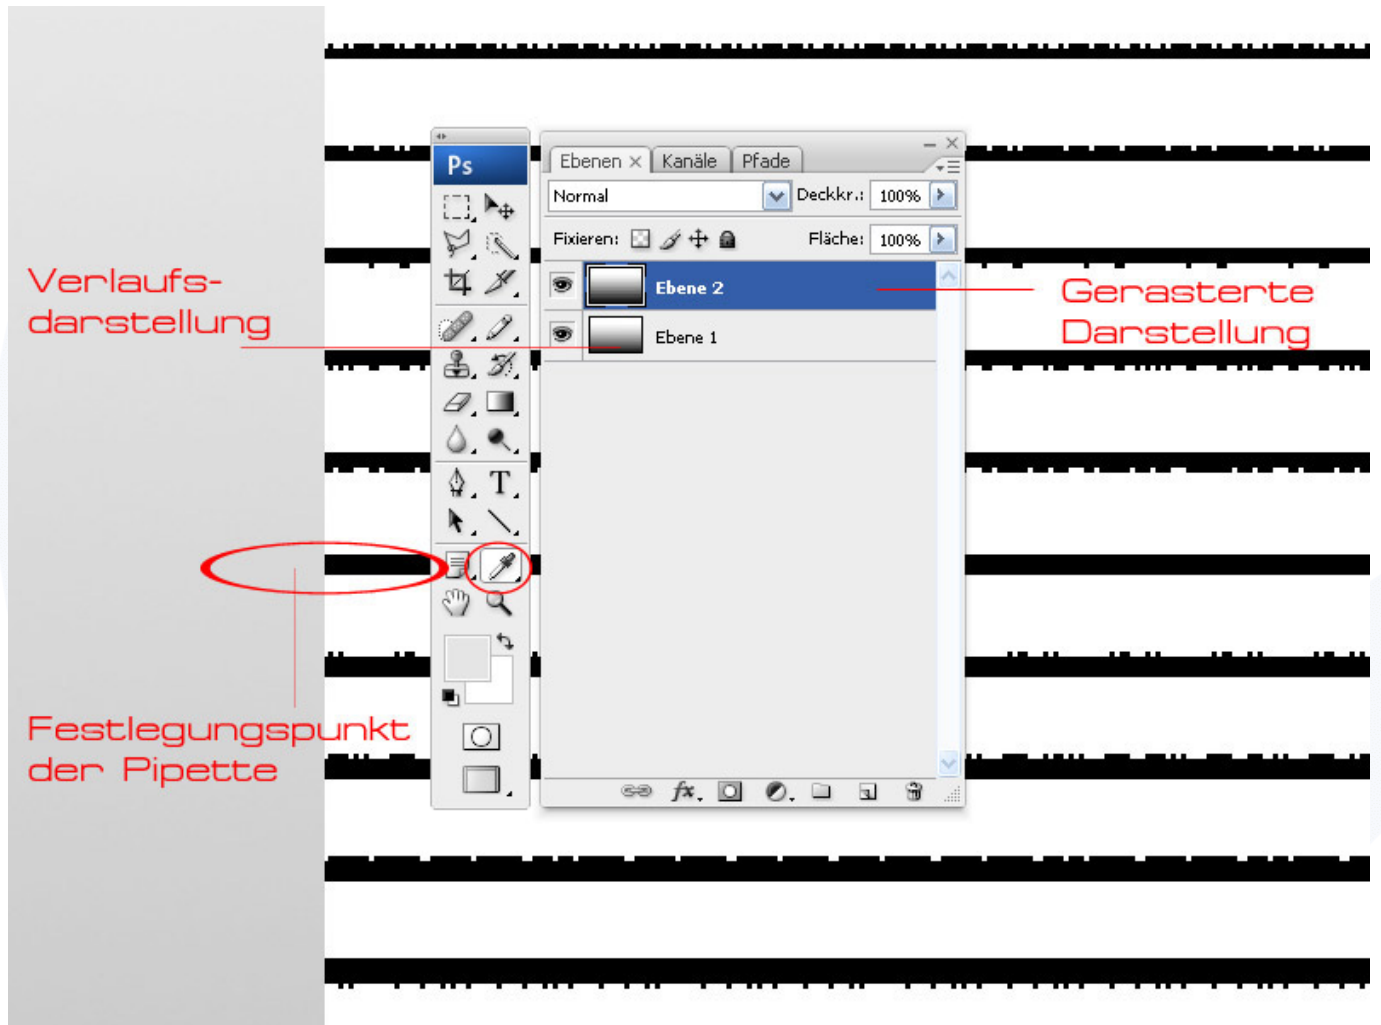 Ps
Ebenen × Kanäle Pfade
Normal Deckkr.: 100%
Fixieren: Fläche: 100%
Ebene 2
Ebene 1
Verlaufs-
darstellung
Gerasterte
Darstellung
Festlegungspunkt
der Pipette
T
fx.